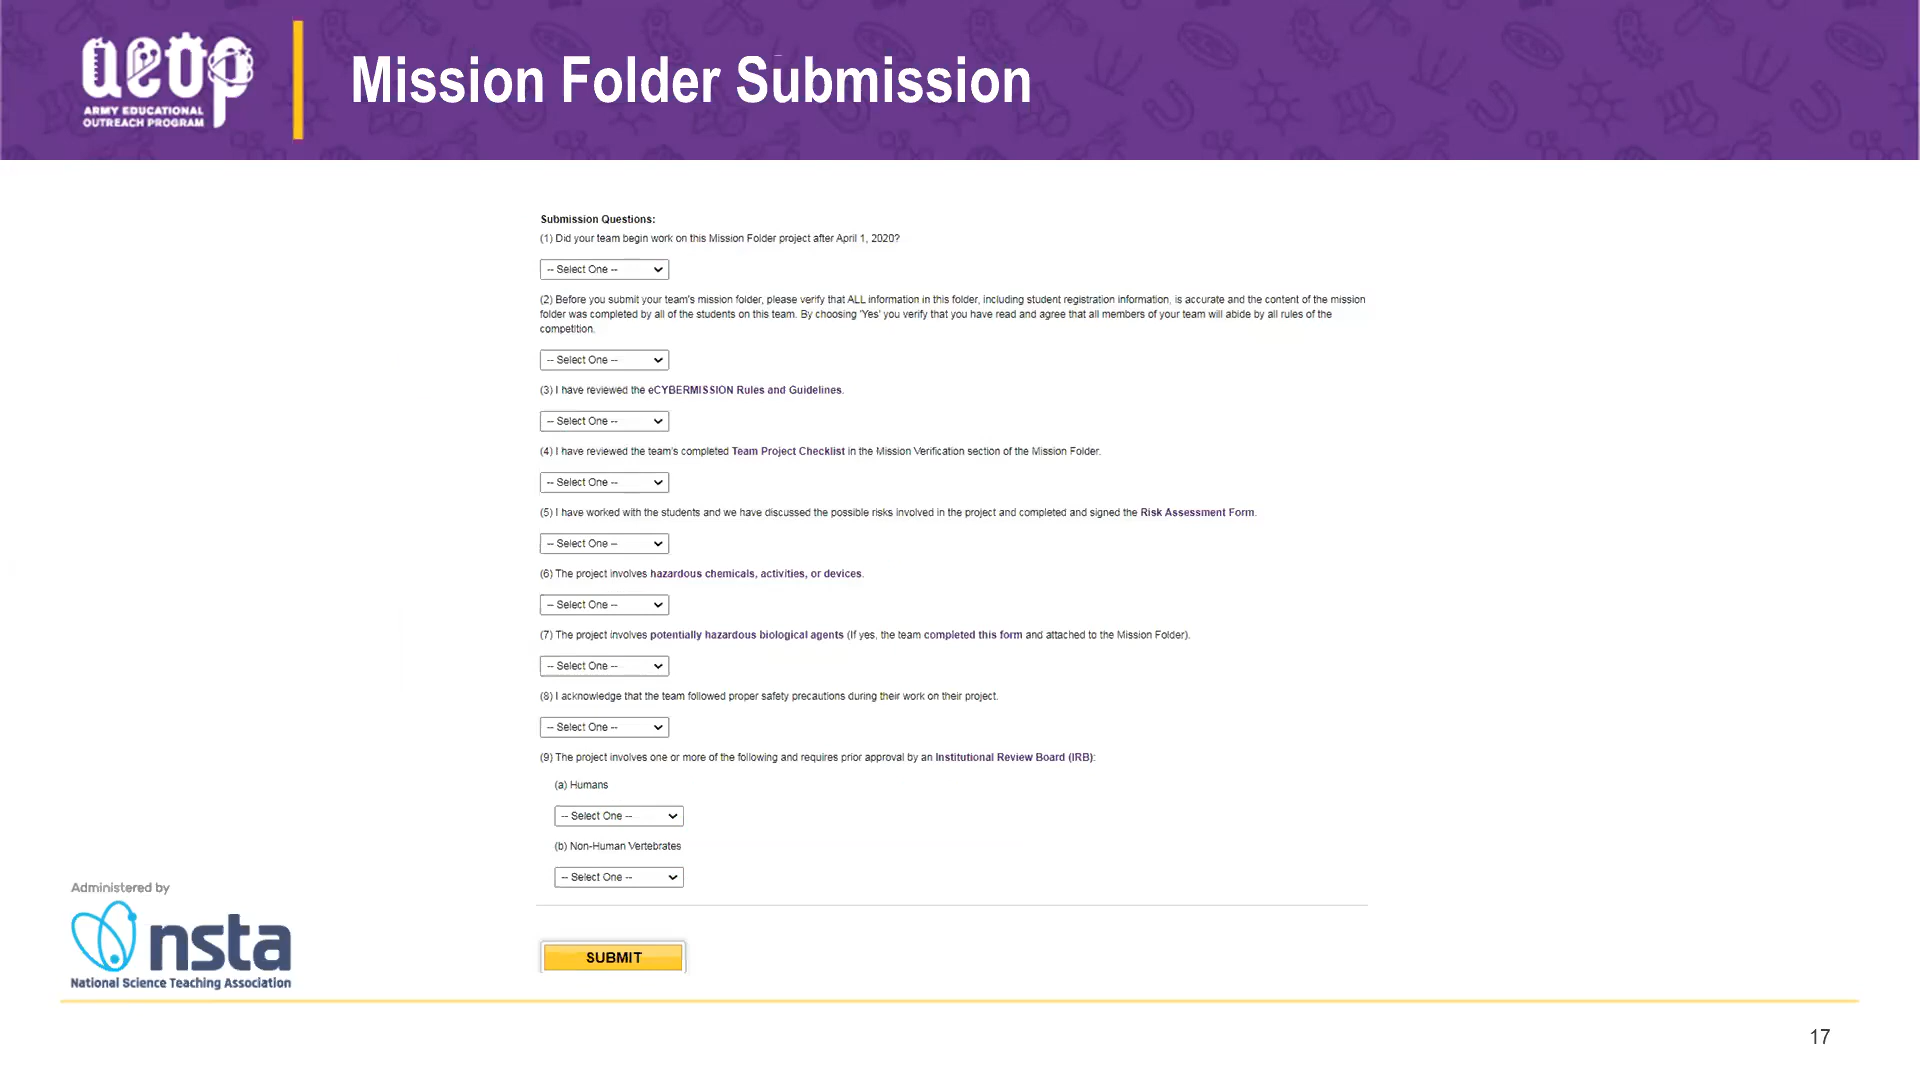 aeop
ARMY EDUCATIONAL
OUTREACH PROGRAM
Mission Folder Submission
Submission Questions:
(1) Did your team begin work on this Mission Folder project after April 1, 2020?
-- Select One --
(2) Before you submit your team's mission folder, please verify that ALL information in this folder, including student registration information, is accurate and the content of the mission
folder was completed by all of the students on this team. By choosing 'Yes' you verify that you have read and agree that all members of your team will abide by all rules of the
competition.
-- Select One --
(3) I have reviewed the eCYBERMISSION Rules and Guidelines.
-- Select One --
(4) I have reviewed the team's completed Team Project Checklist in the Mission Verification section of the Mission Folder.
-- Select One --
(5) I have worked with the students and we have discussed the possible risks involved in the project and completed and signed the Risk Assessment Form.
-- Select One --
(6) The project involves hazardous chemicals, activities, or devices.
-- Select One --
(7) The project involves potentially hazardous biological agents (If yes, the team completed this form and attached to the Mission Folder).
-- Select One --
(8) I acknowledge that the team followed proper safety precautions during their work on their project.
-- Select One --
(9) The project involves one or more of the following and requires prior approval by an Institutional Review Board (IRB):
(a) Humans
-- Select One --
(b) Non-Human Vertebrates
-- Select One --
SUBMIT
Administered by
nsta
National Science Teaching Association
17